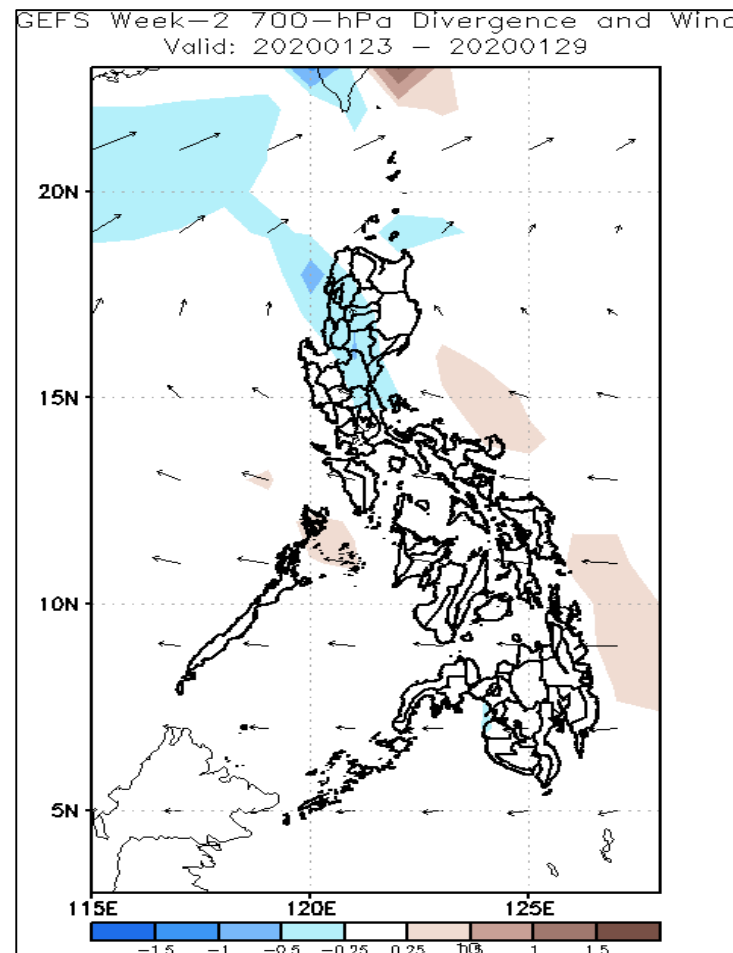 GEFS Week-2 700-hPa Divergence and Wind
Valid: 20200123 - 20200129
20N
15N
10N
5N
115E 120E 125E
-1.5 -1 -0.5 -0.25 0.25 1 1.5